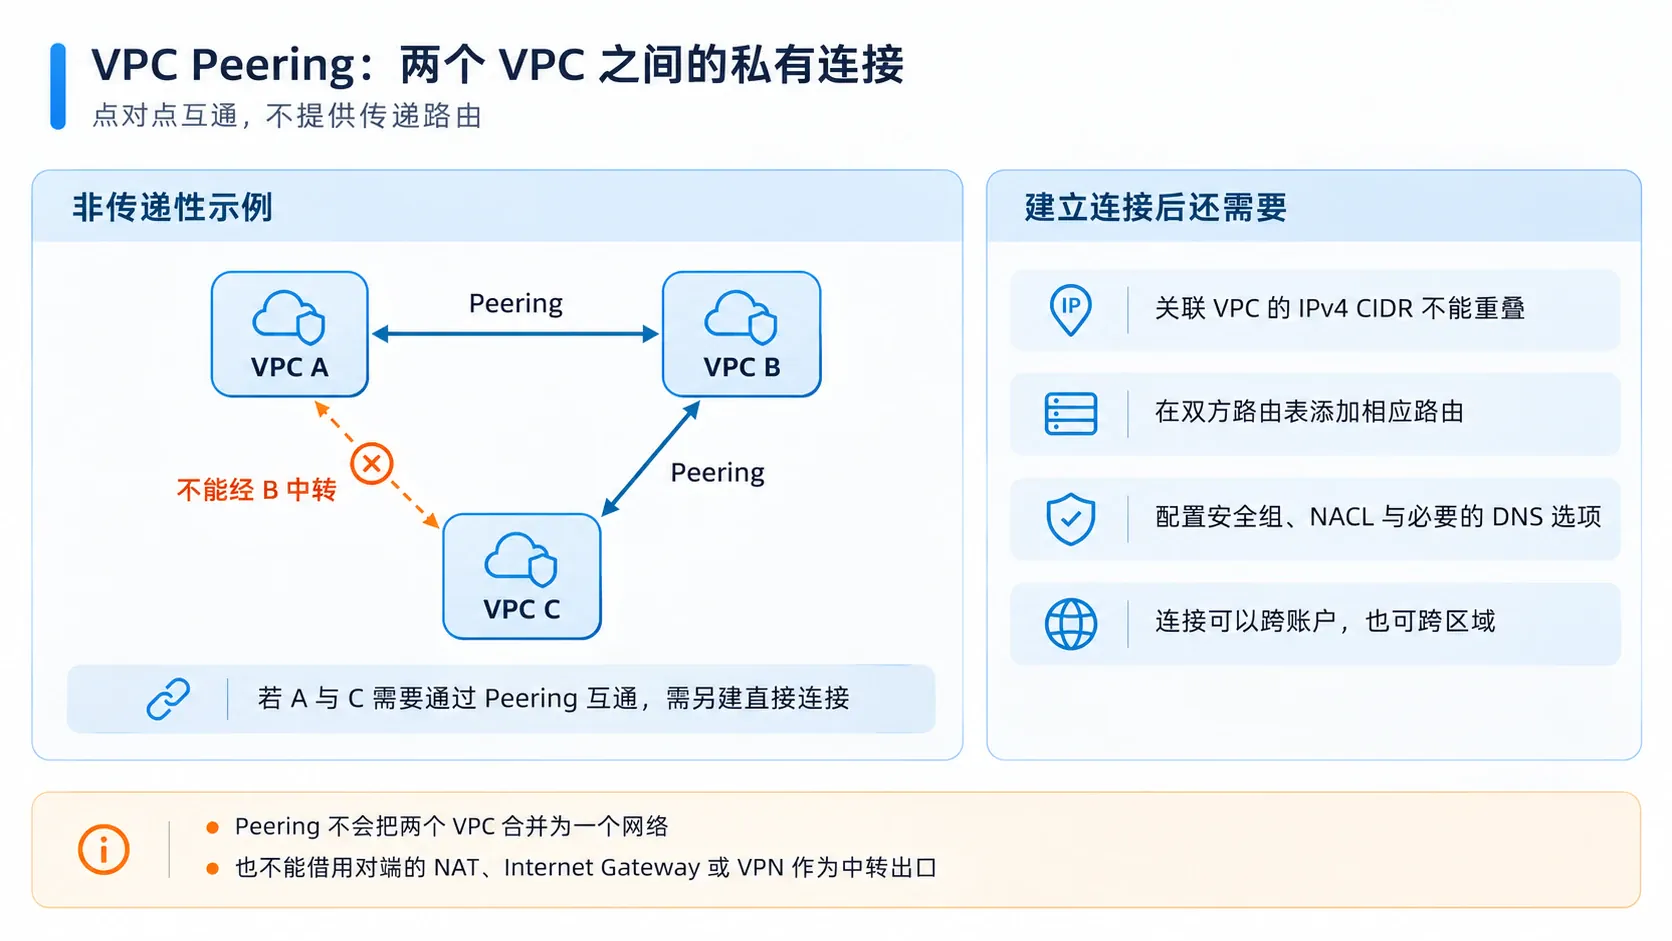 VPC Peering：两个 VPC 之间的私有连接
点对点互通，不提供传递路由
非传递性示例
VPC A
Peering
VPC B
不能经 B 中转
Peering
VPC C
若 A 与 C 需要通过 Peering 互通，需另建直接连接
建立连接后还需要
IP
关联 VPC 的 IPv4 CIDR 不能重叠
在双方路由表添加相应路由
配置安全组、NACL 与必要的 DNS 选项
连接可以跨账户，也可跨区域
Peering 不会把两个 VPC 合并为一个网络
也不能借用对端的 NAT、Internet Gateway 或 VPN 作为中转出口